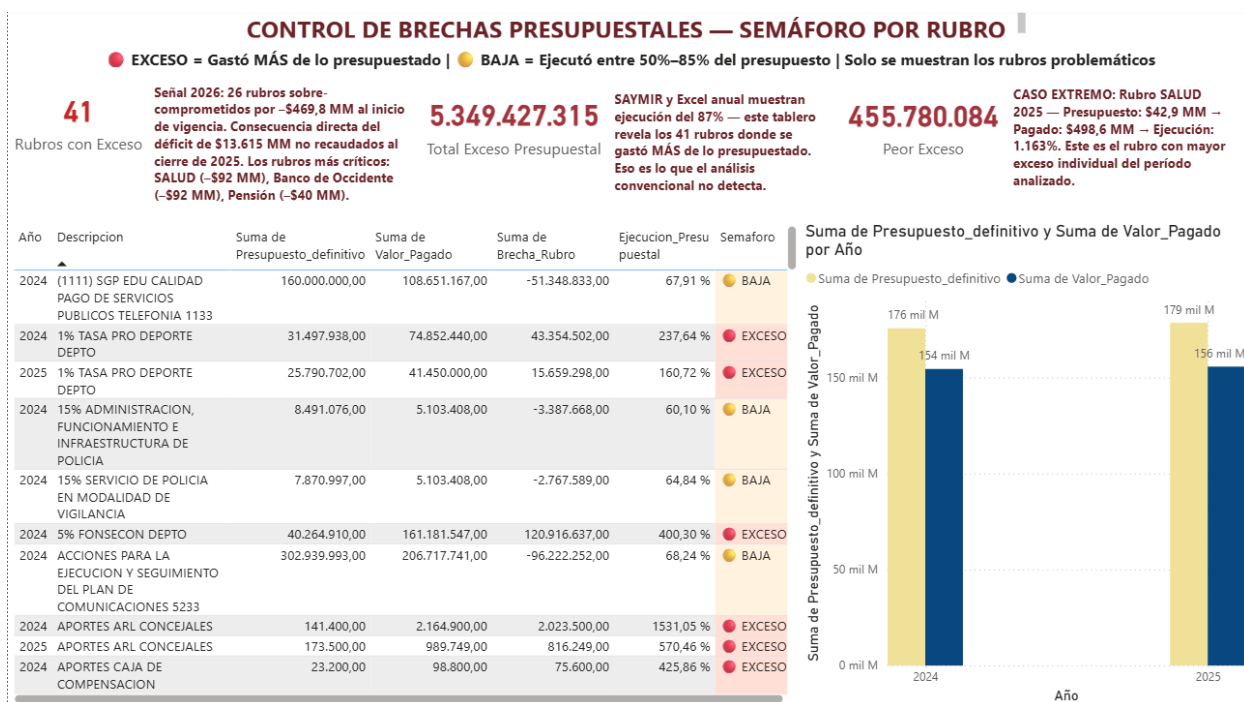 CONTROL DE BRECHAS PRESUPUESTALES — SEMÁFORO POR RUBRO
EXCESO = Gastó MÁS de lo presupuestado | BAJA = Ejecutó entre 50%–85% del presupuesto | Solo se muestran los rubros problemáticos
41
Rubros con Exceso
Señal 2026: 26 rubros sobre-
comprometidos por –$469,8 MM al inicio
de vigencia. Consecuencia directa del
déficit de $13.615 MM no recaudados al
cierre de 2025. Los rubros más críticos:
SALUD (–$92 MM), Banco de Occidente
(–$92 MM), Pensión (–$40 MM).
5.349.427.315
Total Exceso Presupuestal
SAYMIR y Excel anual muestran
ejecución del 87% — este tablero
revela los 41 rubros donde se
gastó MÁS de lo presupuestado.
Eso es lo que el análisis
convencional no detecta.
455.780.084
Peor Exceso
CASO EXTREMO: Rubro SALUD
2025 — Presupuesto: $42,9 MM →
Pagado: $498,6 MM → Ejecución:
1.163%. Este es el rubro con mayor
exceso individual del período
analizado.
Año Descripcion Suma de Suma de Suma de Ejecucion_Presu Semaforo
Presupuesto_definitivo Valor_Pagado Brecha_Rubro puestal
2024 (1111) SGP EDU CALIDAD 160.000.000,00 108.651.167,00 -51.348.833,00 67,91 % BAJA
PAGO DE SERVICIOS
PUBLICOS TELEFONIA 1133
2024 1% TASA PRO DEPORTE 31.497.938,00 74.852.440,00 43.354.502,00 237,64 % EXCESO
DEPTO
2025 1% TASA PRO DEPORTE 25.790.702,00 41.450.000,00 15.659.298,00 160,72 % EXCESO
DEPTO
2024 15% ADMINISTRACION, 8.491.076,00 5.103.408,00 -3.387.668,00 60,10 % BAJA
FUNCIONAMIENTO E
INFRAESTRUCTURA DE
POLICIA
2024 15% SERVICIO DE POLICIA 7.870.997,00 5.103.408,00 -2.767.589,00 64,84 % BAJA
EN MODALIDAD DE
VIGILANCIA
2024 5% FONSECON DEPTO 40.264.910,00 161.181.547,00 120.916.637,00 400,30 % EXCESO
2024 ACCIONES PARA LA 302.939.993,00 206.717.741,00 -96.222.252,00 68,24 % BAJA
EJECUCION Y SEGUIMIENTO
DEL PLAN DE
COMUNICACIONES 5233
2024 APORTES ARL CONCEJALES 141.400,00 2.164.900,00 2.023.500,00 1531,05 % EXCESO
2025 APORTES ARL CONCEJALES 173.500,00 989.749,00 816.249,00 570,46 % EXCESO
2024 APORTES CAJA DE 23.200,00 98.800,00 75.600,00 425,86 % EXCESO
COMPENSACION
Suma de Presupuesto_definitivo y Suma de Valor_Pagado
por Año
Suma de Presupuesto_definitivo Suma de Valor_Pagado
Suma de Presupuesto_definitivo y Suma de Valor_Pagado
176 mil M
154 mil M
179 mil M
156 mil M
150 mil M
100 mil M
50 mil M
0 mil M
2024
2025
Año